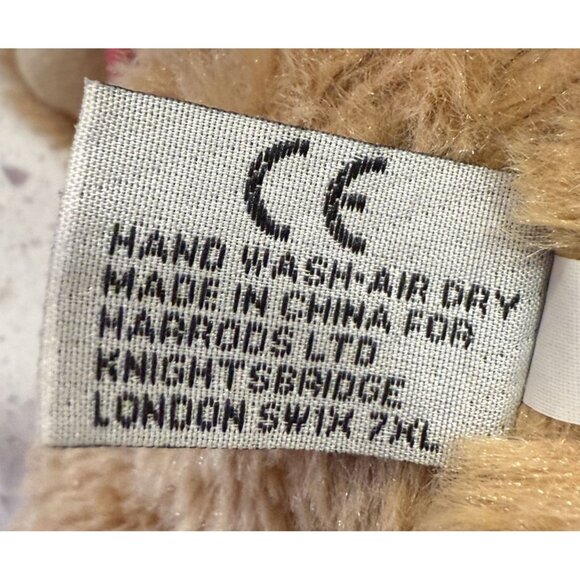 CE
HAND WASH·AIR DRY
MADE IN CHINA FOR
HARRODS LTD
KNIGHTSBRIDGE
LONDON SW1X 7XL